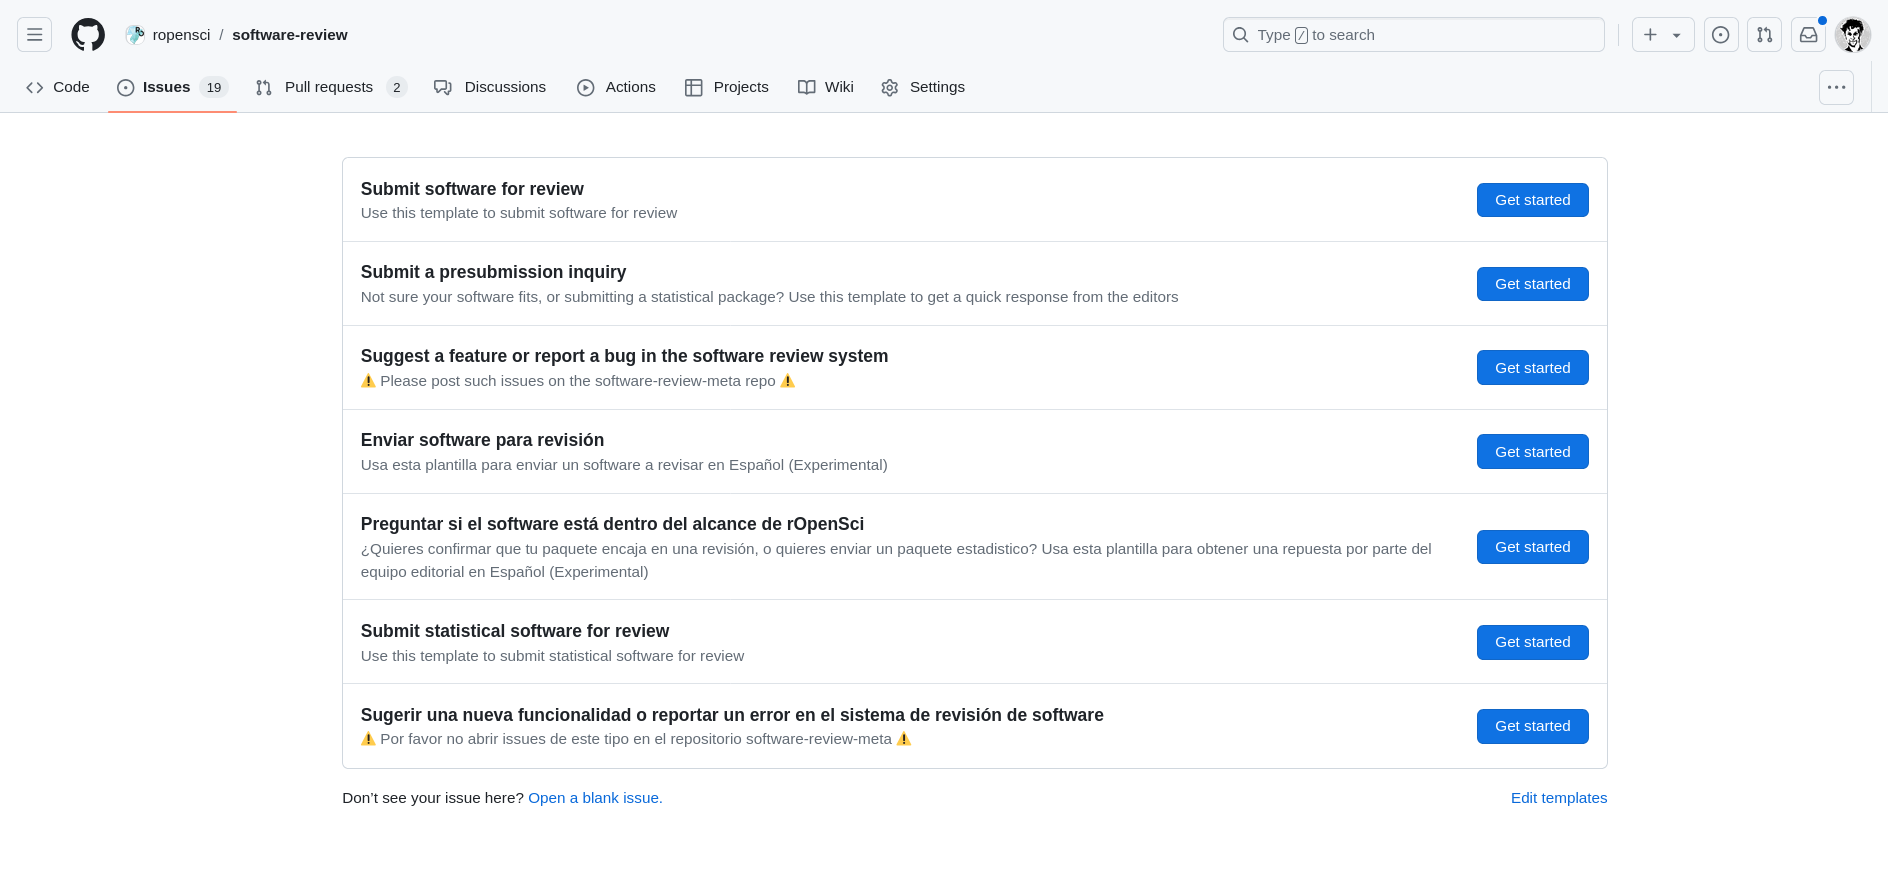 ropensci / software-review
Type / to search
Code
Issues 19
Pull requests 2
Discussions
Actions
Projects
Wiki
Settings
Submit software for review
Use this template to submit software for review
Get started
Submit a presubmission inquiry
Not sure your software fits, or submitting a statistical package? Use this template to get a quick response from the editors
Get started
Suggest a feature or report a bug in the software review system
⚠️ Please post such issues on the software-review-meta repo ⚠️
Get started
Enviar software para revisión
Usa esta plantilla para enviar un software a revisar en Español (Experimental)
Get started
Preguntar si el software está dentro del alcance de rOpenSci
¿Quieres confirmar que tu paquete encaja en una revisión, o quieres enviar un paquete estadistico? Usa esta plantilla para obtener una repuesta por parte del
equipo editorial en Español (Experimental)
Get started
Submit statistical software for review
Use this template to submit statistical software for review
Get started
Sugerir una nueva funcionalidad o reportar un error en el sistema de revisión de software
⚠️ Por favor no abrir issues de este tipo en el repositorio software-review-meta ⚠️
Get started
Don’t see your issue here? Open a blank issue.
Edit templates